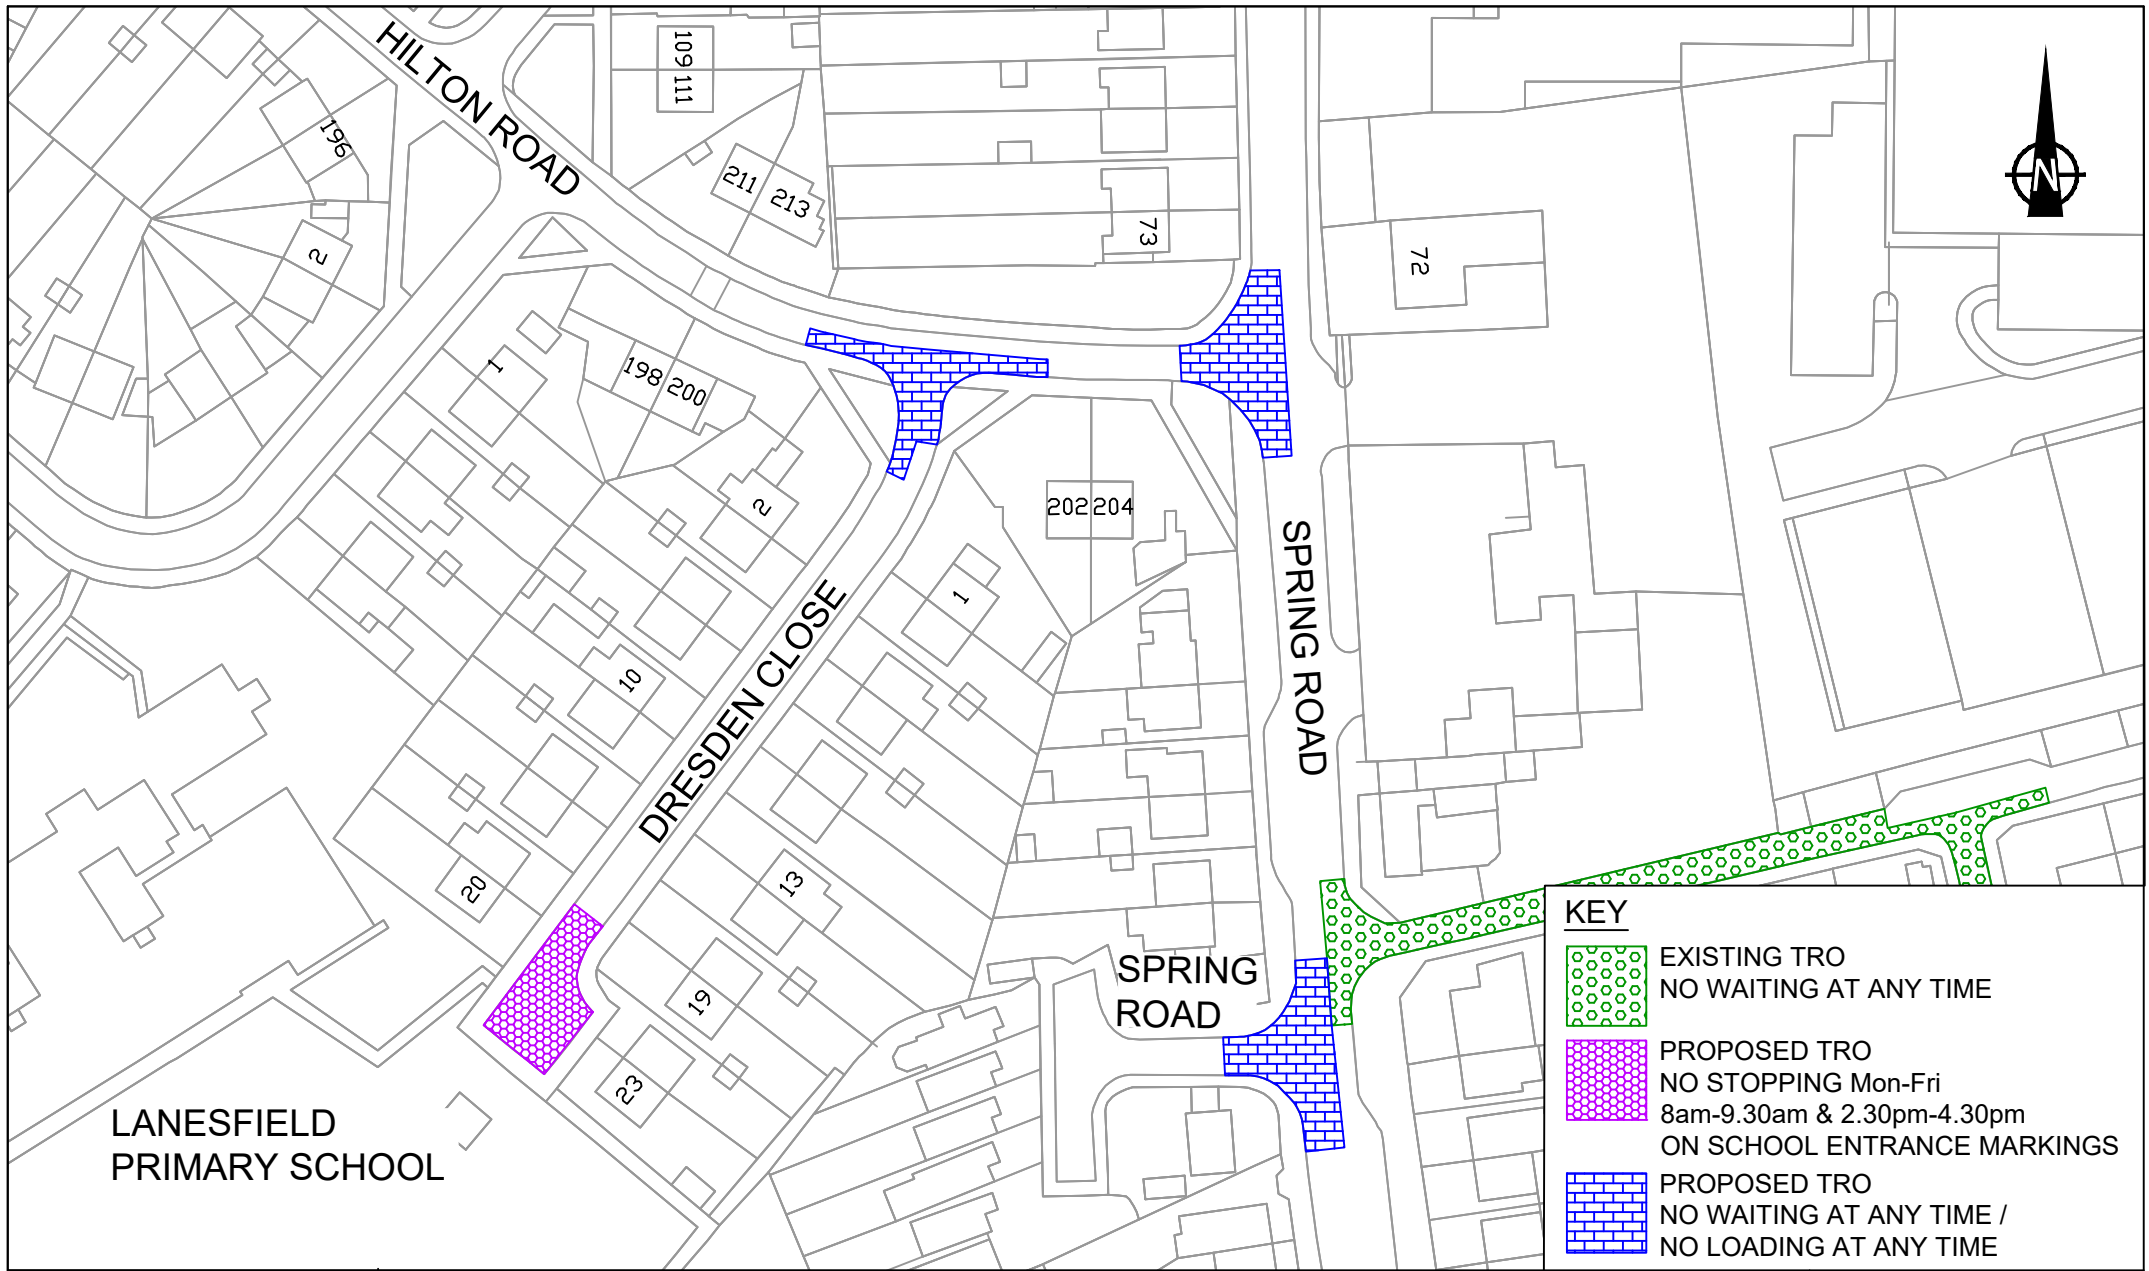 HILTON ROAD
109 111
196
211 213
73
72
N
2
1
198 200
2
202 204
SPRING ROAD
1
DRESDEN CLOSE
10
13
20
19
23
SPRING
ROAD
LANESFIELD
PRIMARY SCHOOL
KEY
EXISTING TRO
NO WAITING AT ANY TIME
PROPOSED TRO
NO STOPPING Mon-Fri
8am-9.30am & 2.30pm-4.30pm
ON SCHOOL ENTRANCE MARKINGS
PROPOSED TRO
NO WAITING AT ANY TIME /
NO LOADING AT ANY TIME